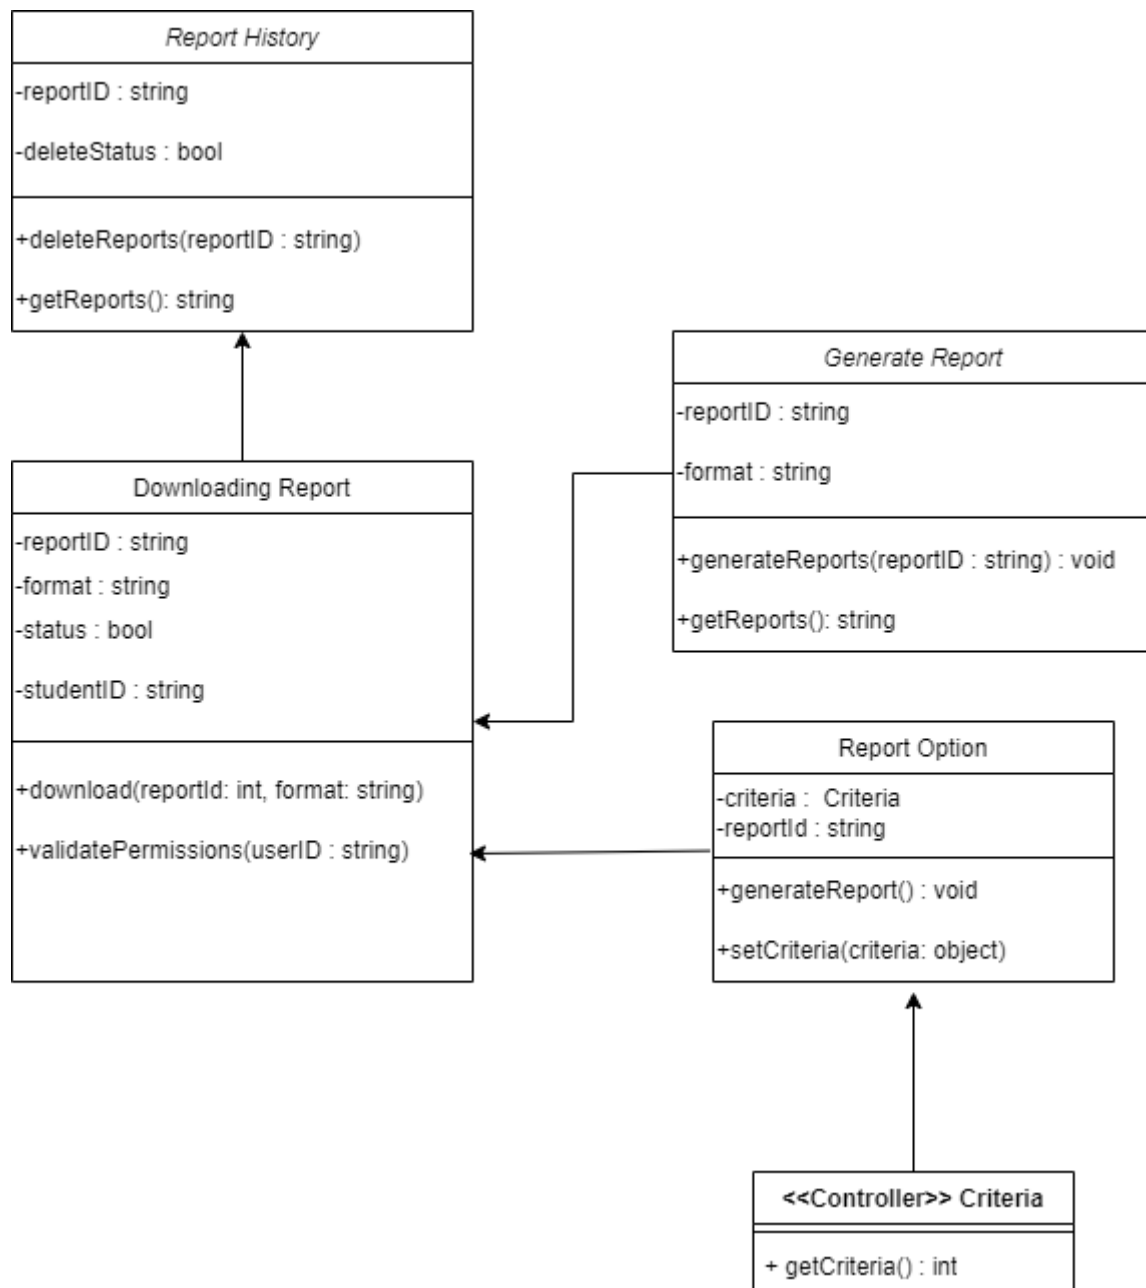 Report History
-reportID : string
-deleteStatus : bool
+deleteReports(reportID : string)
+getReports(): string
Generate Report
-reportID : string
-format : string
+generateReports(reportID : string) : void
+getReports(): string
Downloading Report
-reportID : string
-format : string
-status : bool
-studentID : string
+download(reportId: int, format: string)
+validatePermissions(userID : string)
Report Option
-criteria :  Criteria
-reportId : string
+generateReport() : void
+setCriteria(criteria: object)
<<Controller>> Criteria
+ getCriteria() : int